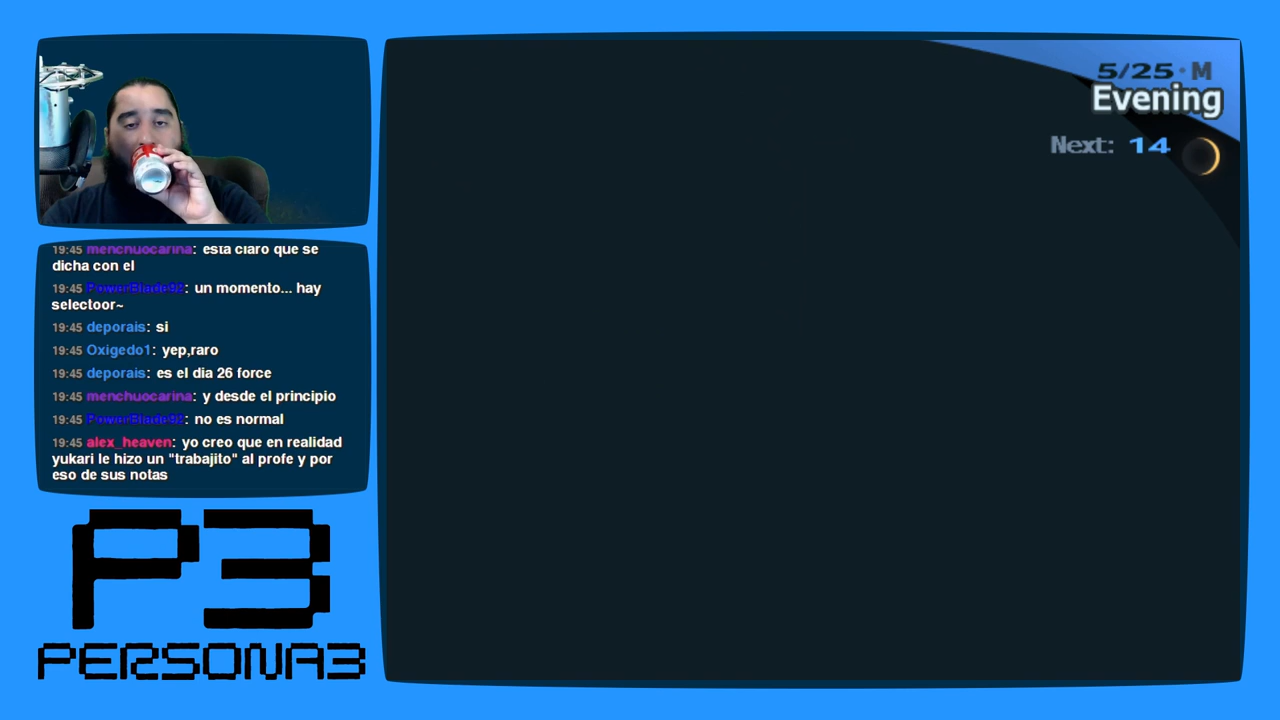 19:45 menchuocarina: esta claro que se
dicha con el
19:45 PowerBlade92: un momento... hay
selectoor~
19:45 deporais: si
19:45 Oxigedo1: yep,raro
19:45 deporais: es el dia 26 force
19:45 menchuocarina: y desde el principio
19:45 PowerBlade92: no es normal
19:45 alex_heaven: yo creo que en realidad
yukari le hizo un "trabajito" al profe y por
eso de sus notas
P3
PERSONA3
5/25·M
Evening
Next: 14